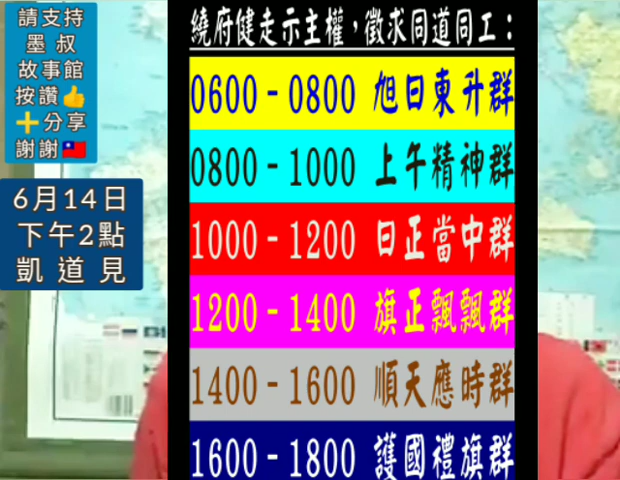 請支持
墨叔
故事館
按讚👍
➕分享
謝謝🇹🇼
6月14日
下午2點
凱道見
繞府健走示主權，徵求同道同工：
0600-0800 旭日東升群
0800-1000 上午精神群
1000-1200 日正當中群
1200-1400 旗正飄飄群
1400-1600 順天應時群
1600-1800 護國禮旗群